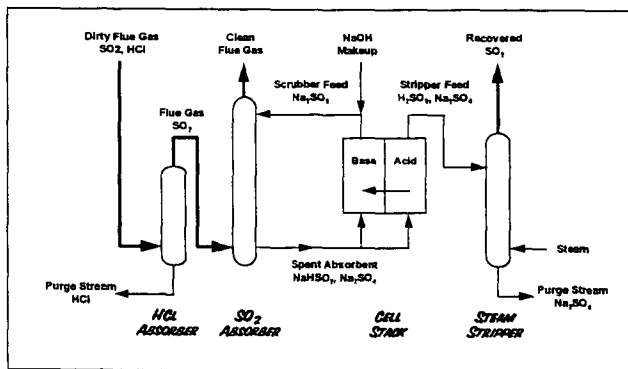 Dirty Flue Gas
SO2, HCl
Clean
Flue Gas
NaOH
Makeup
Recovered
SO₂
Scrubber Feed
Na₂SO₃
Stripper Feed
H₂SO₃, Na₂SO₄
Flue Gas
SO₂
Base
Acid
Steam
Spent Absorbent
NaHSO₃, Na₂SO₄
Purge Stream
HCl
Purge Stream
Na₂SO₄
HCl
ABSORBER
SO₂
ABSORBER
CELL
STACK
STEAM
STRIPPER